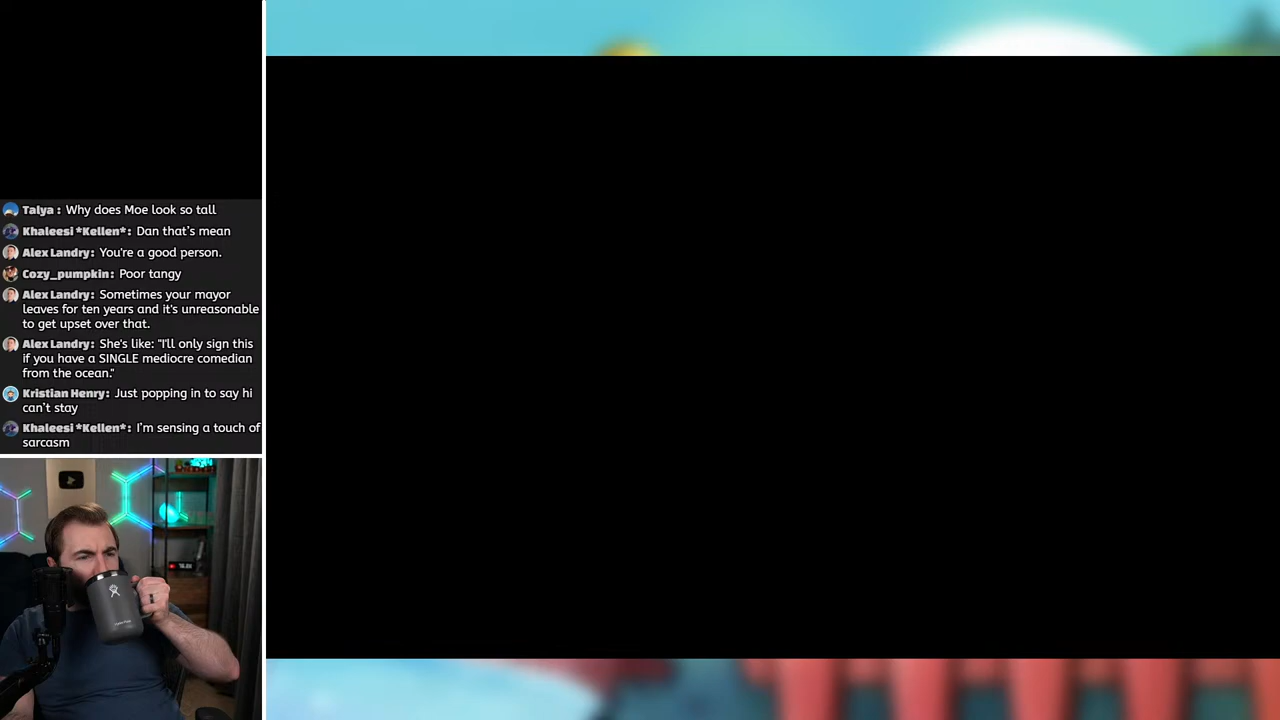 Talya : Why does Moe look so tall
Khaleesi *Kellen* : Dan that's mean
Alex Landry : You're a good person.
Cozy_pumpkin : Poor tangy
Alex Landry : Sometimes your mayor
leaves for ten years and it's unreasonable
to get upset over that.
Alex Landry : She's like: "I'll only sign this
if you have a SINGLE mediocre comedian
from the ocean."
Kristian Henry : Just popping in to say hi
can't stay
Khaleesi *Kellen* : I'm sensing a touch of
sarcasm